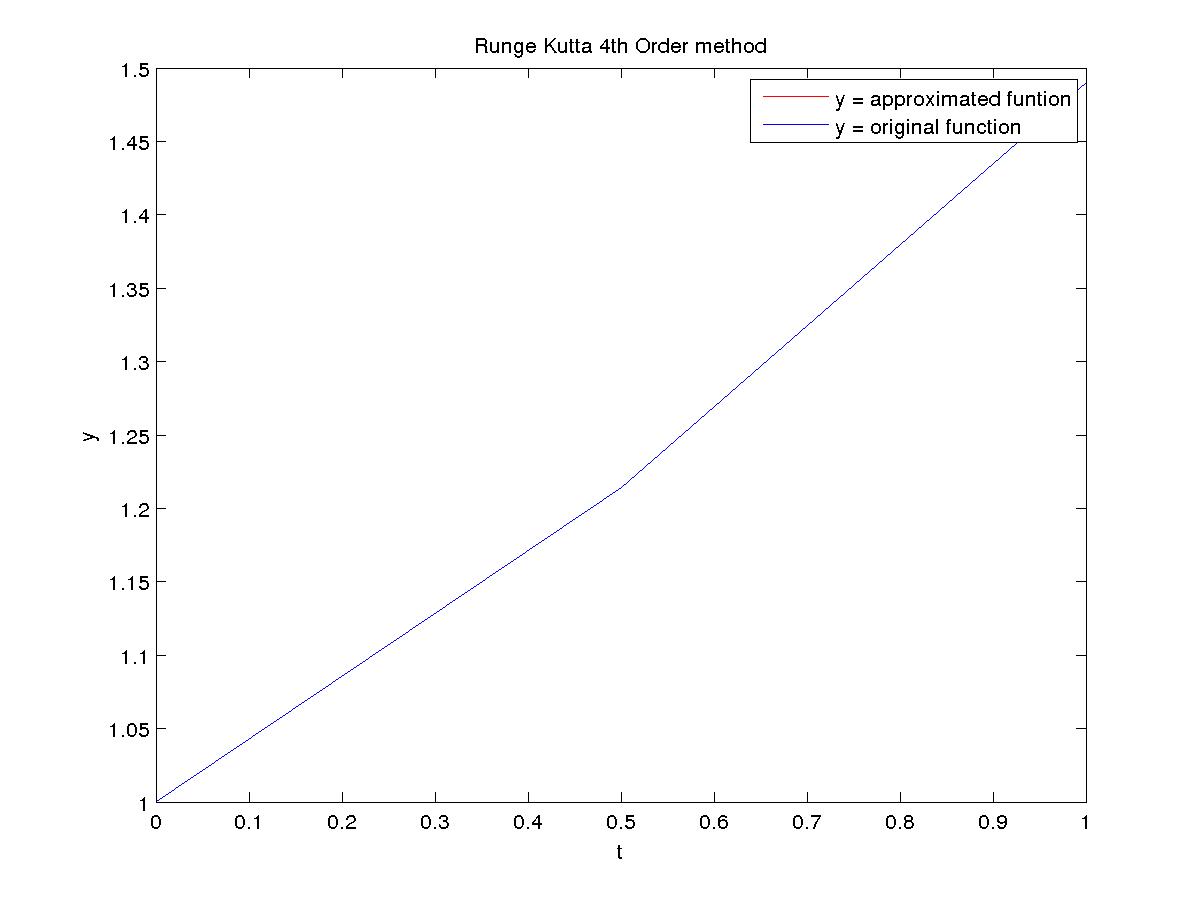 Runge Kutta 4th Order method
y = approximated funtion
y = original function
1.5
1.45
1.4
1.35
1.3
1.25
1.2
1.15
1.1
1.05
1
y
0 0.1 0.2 0.3 0.4 0.5 0.6 0.7 0.8 0.9 1
t